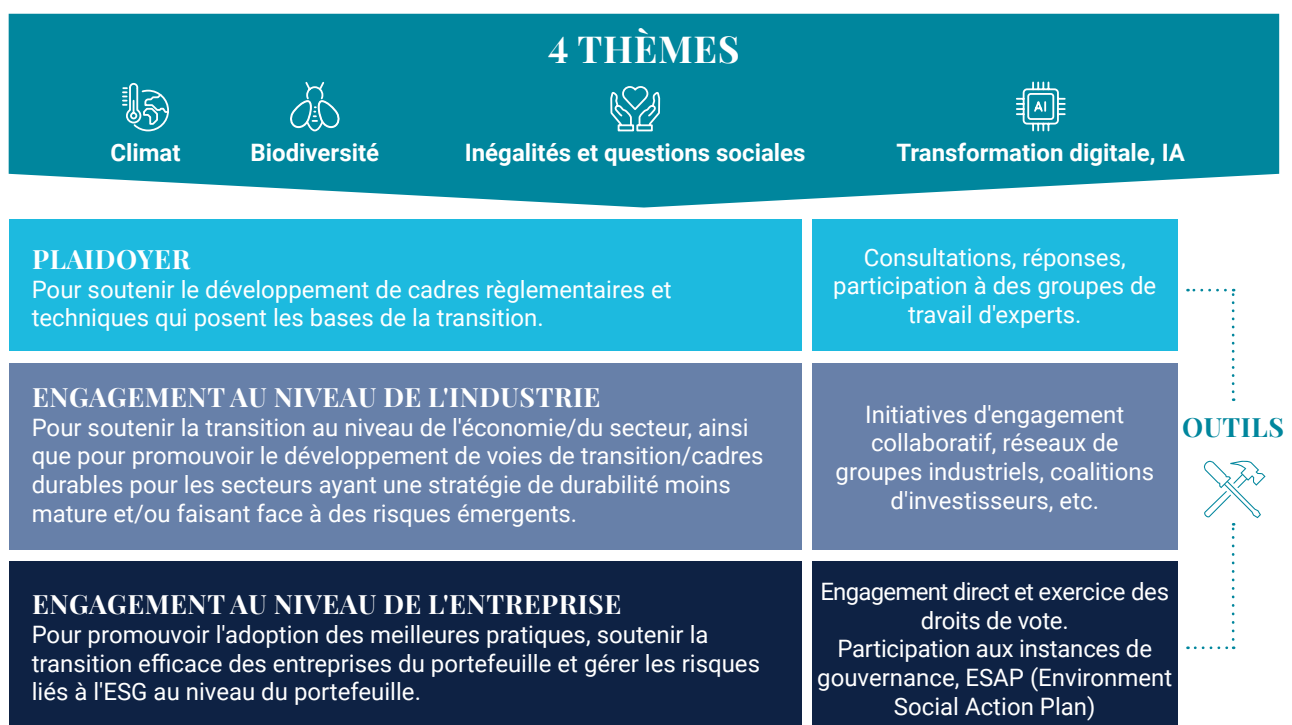 4 THÈMES
AI
Climat
Biodiversité
Inégalités et questions sociales
Transformation digitale, IA
PLAIDOYER
Pour soutenir le développement de cadres règlementaires et
techniques qui posent les bases de la transition.
Consultations, réponses,
participation à des groupes de
travail d'experts.
ENGAGEMENT AU NIVEAU DE L'INDUSTRIE
Pour soutenir la transition au niveau de l'économie/du secteur, ainsi
que pour promouvoir le développement de voies de transition/cadres
durables pour les secteurs ayant une stratégie de durabilité moins
mature et/ou faisant face à des risques émergents.
Initiatives d'engagement
collaboratif, réseaux de
groupes industriels, coalitions
d'investisseurs, etc.
OUTILS
ENGAGEMENT AU NIVEAU DE L'ENTREPRISE
Pour promouvoir l'adoption des meilleures pratiques, soutenir la
transition efficace des entreprises du portefeuille et gérer les risques
liés à l'ESG au niveau du portefeuille.
Engagement direct et exercice des
droits de vote.
Participation aux instances de
gouvernance, ESAP (Environment
Social Action Plan)